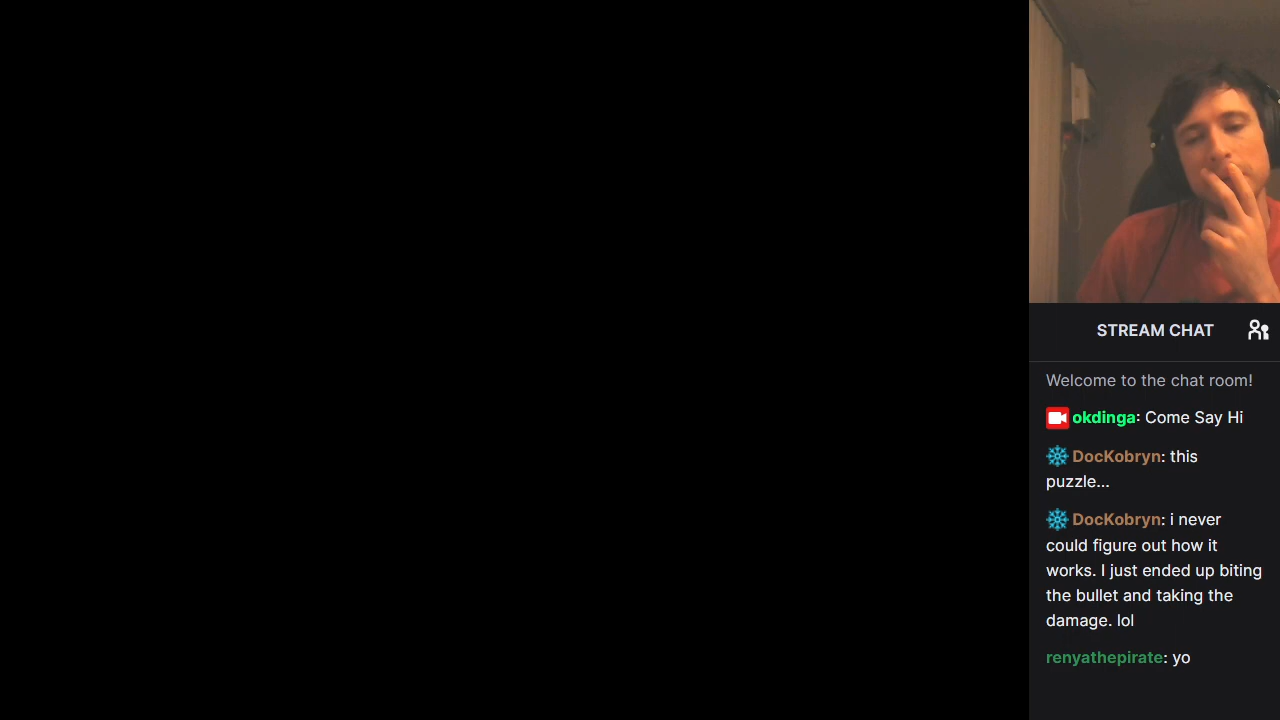 STREAM CHAT
Welcome to the chat room!
okdinga: Come Say Hi
DocKobryn: this
puzzle...
DocKobryn: i never
could figure out how it
works. I just ended up biting
the bullet and taking the
damage. lol
renyathepirate: yo